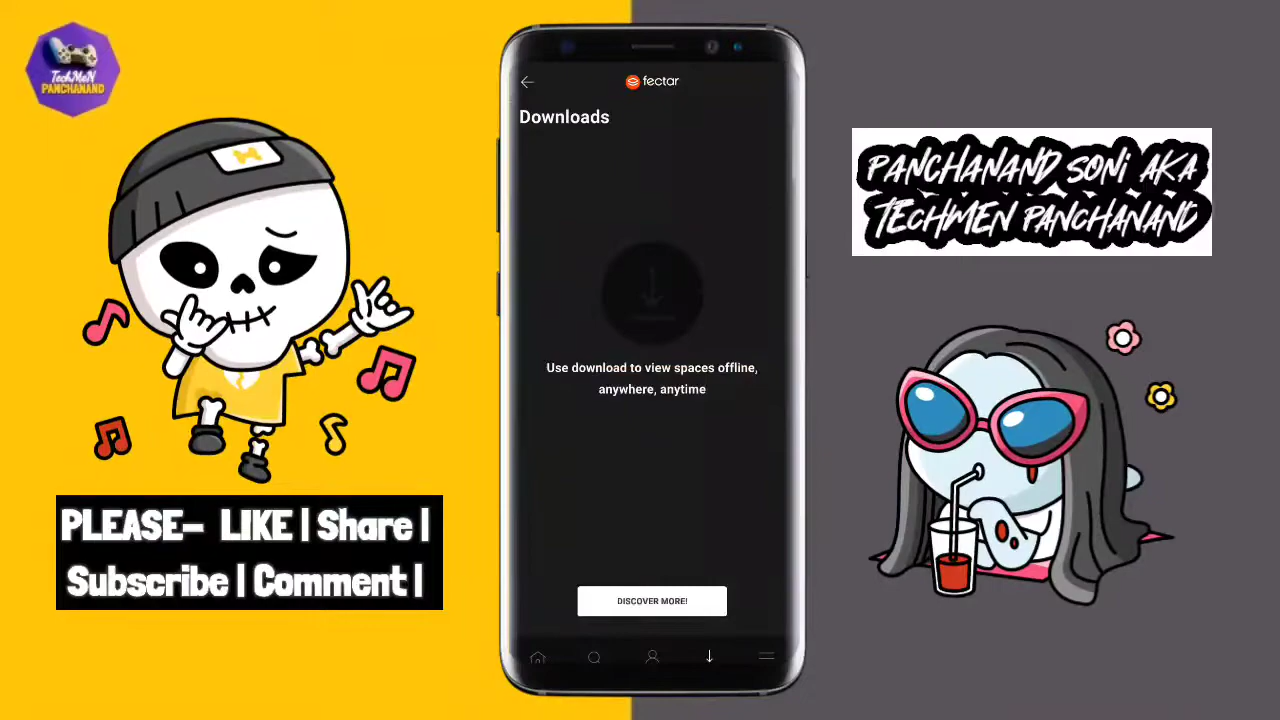 TechMeN
PANCHANAND
fectar
Downloads
Use download to view spaces offline,
anywhere, anytime
DISCOVER MORE!
PANCHANAND SONI AKA
TECHMEN PANCHANAND
PLEASE- LIKE | Share |
Subscribe | Comment |